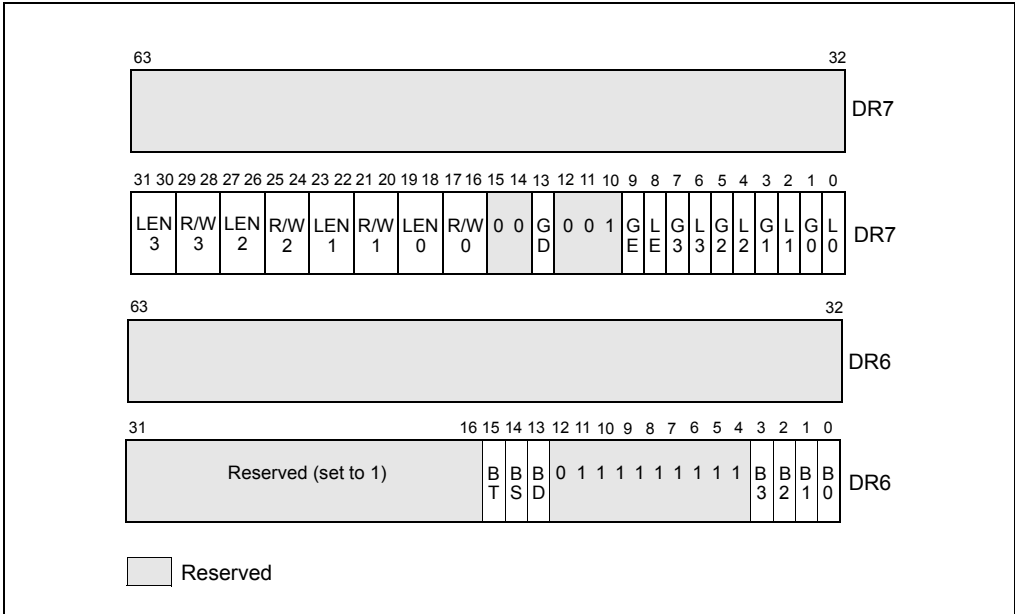 63 32
DR7
31 30 29 28 27 26 25 24 23 22 21 20 19 18 17 16 15 14 13 12 11 10 9 8 7 6 5 4 3 2 1 0
LEN 3 R/W 3 LEN 2 R/W 2 LEN 1 R/W 1 LEN 0 R/W 0 0 0 G D 0 0 1 G E L E G 3 L 3 G 2 L 2 G 1 L 1 G 0 L 0 DR7
63 32
DR6
31 16 15 14 13 12 11 10 9 8 7 6 5 4 3 2 1 0
Reserved (set to 1) B T B S B D 0 1 1 1 1 1 1 1 1 B 3 B 2 B 1 B 0 DR6
Reserved